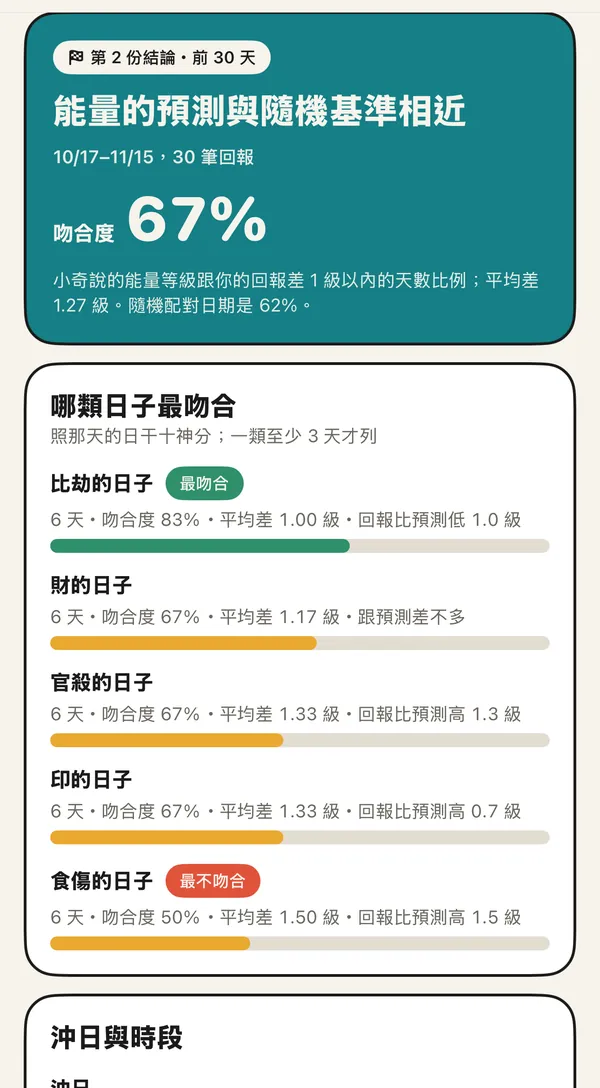 第 2 份結論・前 30 天
能量的預測與隨機基準相近
10/17–11/15，30 筆回報
吻合度 67%
小奇說的能量等級跟你的回報差 1 級以內的天數比例；平均差
1.27 級。隨機配對日期是 62%。
哪類日子最吻合
照那天的日干十神分；一類至少 3 天才列
比劫的日子 最吻合
6 天・吻合度 83%・平均差 1.00 級・回報比預測低 1.0 級
財的日子
6 天・吻合度 67%・平均差 1.17 級・跟預測差不多
官殺的日子
6 天・吻合度 67%・平均差 1.33 級・回報比預測高 1.3 級
印的日子
6 天・吻合度 67%・平均差 1.33 級・回報比預測高 0.7 級
食傷的日子 最不吻合
6 天・吻合度 50%・平均差 1.50 級・回報比預測高 1.5 級
沖日與時段
沖日